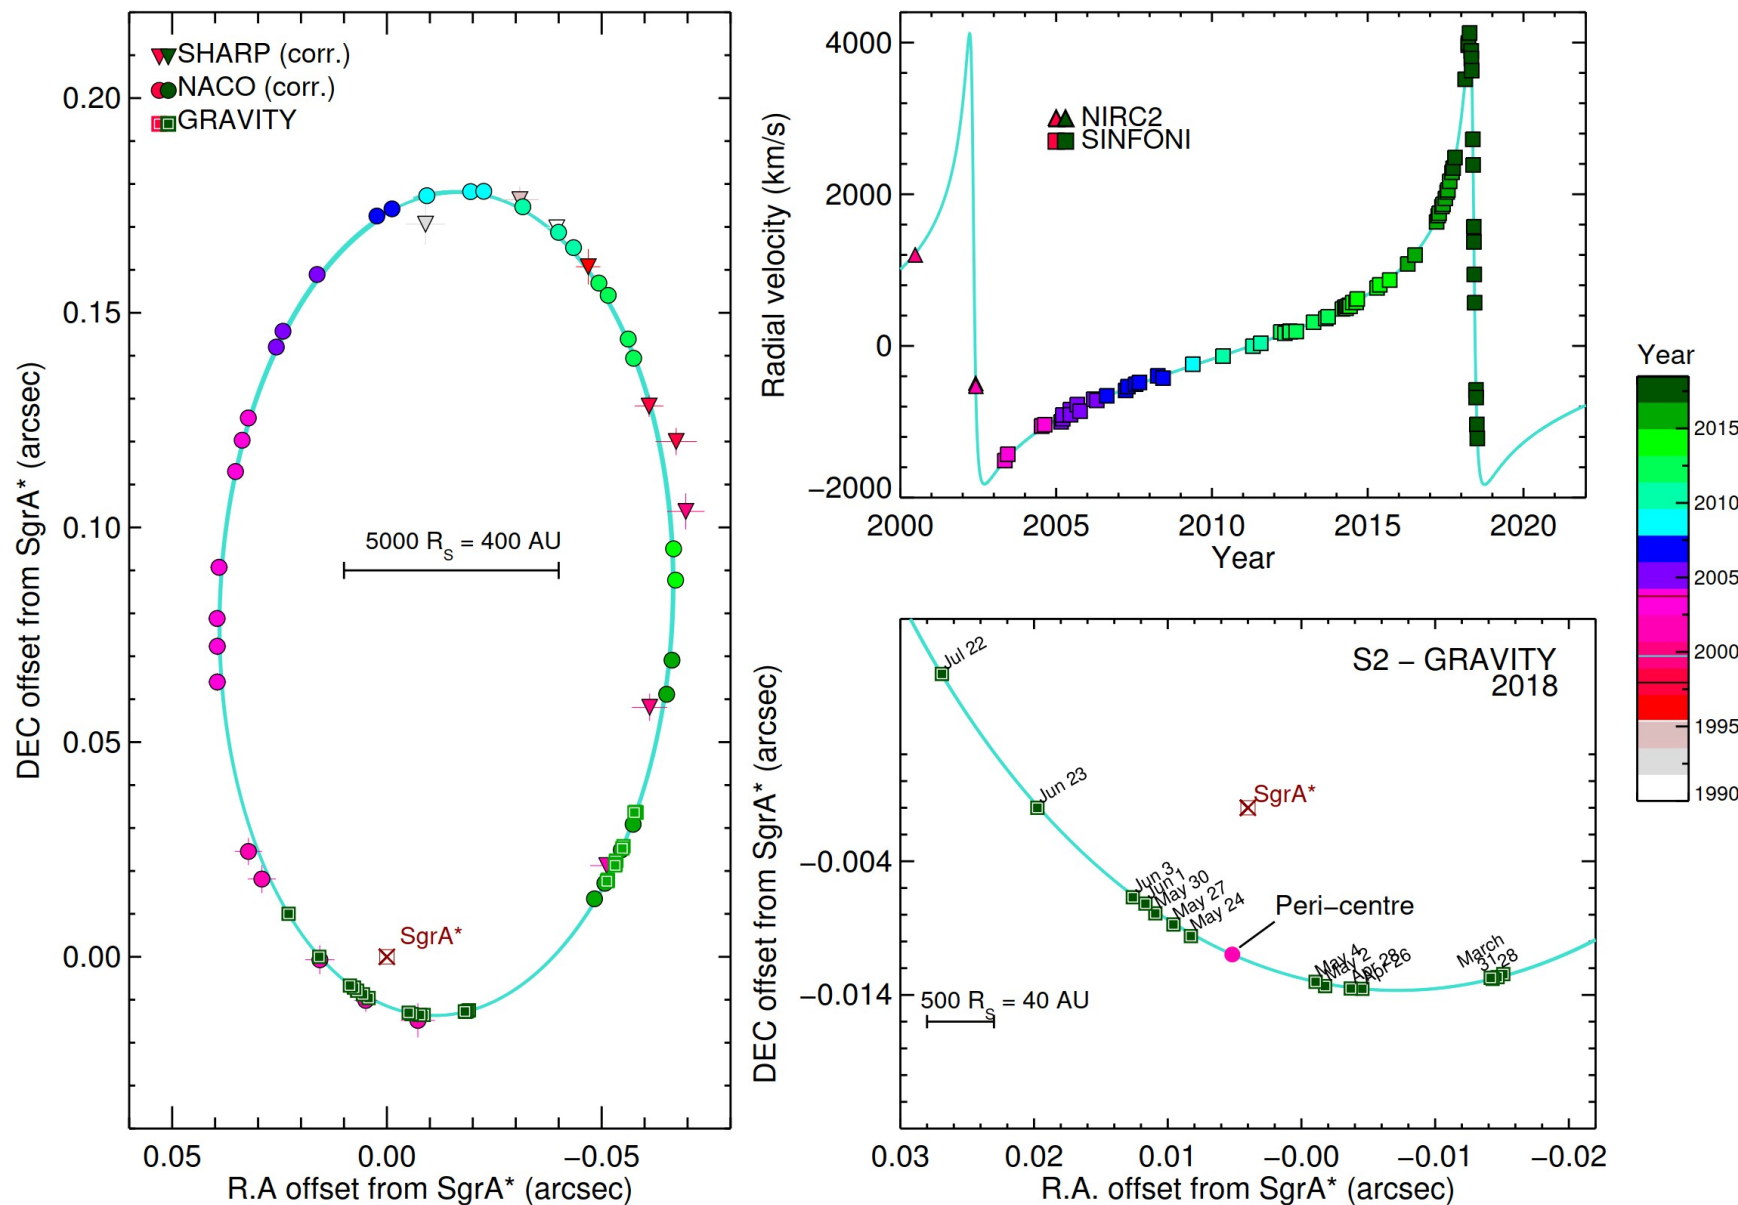 SHARP (corr.)
NACO (corr.)
GRAVITY
0.20
0.15
0.10
0.05
0.00
DEC offset from SgrA* (arcsec)
5000 RS = 400 AU
SgrA*
0.05 0.00 −0.05
R.A offset from SgrA* (arcsec)
4000
2000
0
−2000
Radial velocity (km/s)
NIRC2
SINFONI
2000 2005 2010 2015 2020
Year
Year
2015
2010
2005
2000
1995
1990
S2 − GRAVITY
2018
Jul 22
Jun 23
SgrA*
Jun 3
Jun 1
May 30
May 27
May 24
Peri−centre
May 4
May 2
Apr 28
Apr 26
March
31 28
500 RS = 40 AU
−0.004
−0.014
DEC offset from SgrA* (arcsec)
0.03 0.02 0.01 −0.00 −0.01 −0.02
R.A. offset from SgrA* (arcsec)